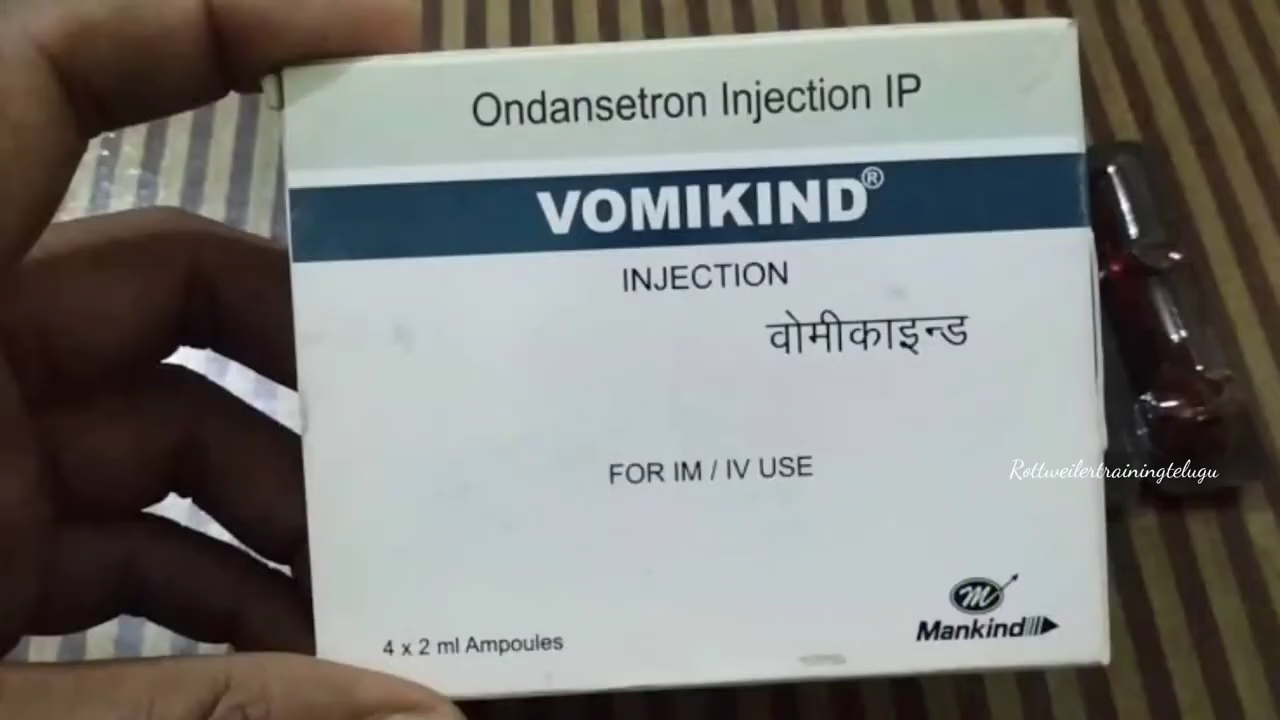 Ondansetron Injection IP
VOMIKIND®
INJECTION
वोमीकाइन्ड
FOR IM / IV USE
Rottweilertrainingtelugu
m
Mankind
4 x 2 ml Ampoules